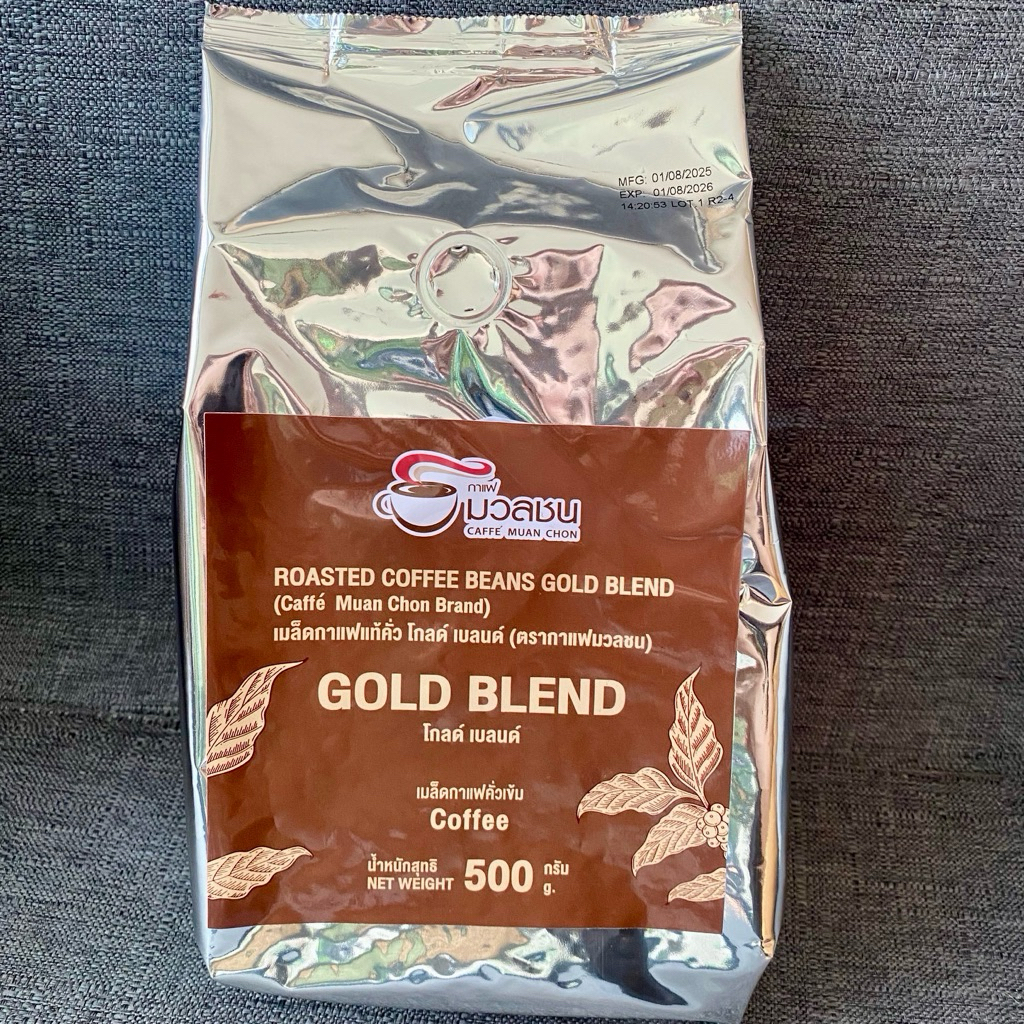 MFG: 01/08/2025
EXP: 01/08/2026
14:20:53 LOT 1 R2-4
กาแฟ
มวลชน
CAFFÉ MUAN CHON
ROASTED COFFEE BEANS GOLD BLEND
(Caffé Muan Chon Brand)
เมล็ดกาแฟแท้คั่ว โกลด์ เบลนด์ (ตรากาแฟมวลชน)
GOLD BLEND
โกลด์ เบลนด์
เมล็ดกาแฟคั่วเข้ม
Coffee
น้ำหนักสุทธิ 500 กรัม
NET WEIGHT g.